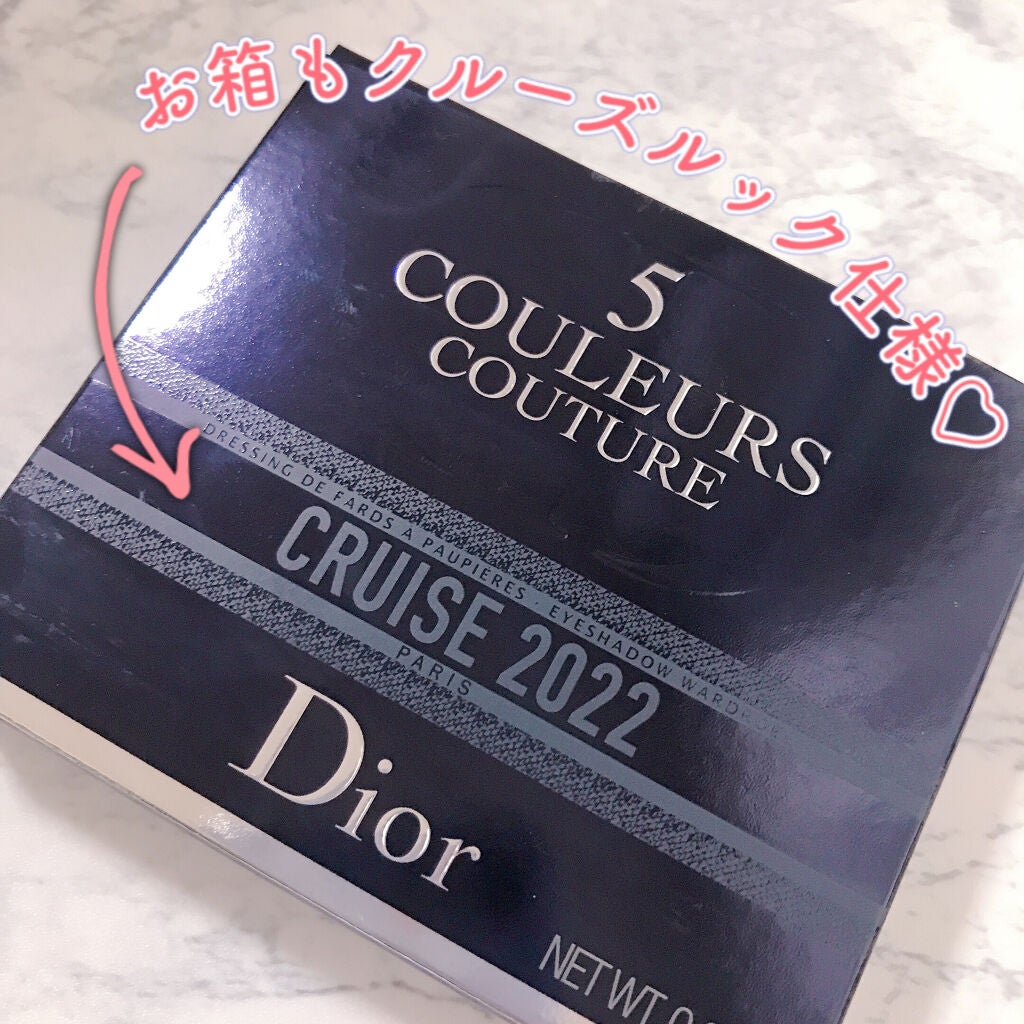 お箱もクルーズルック仕様♡
5
COULEURS
COUTURE
DRESSING DE FARDS À PAUPIÈRES · EYESHADOW WARDROBE
CRUISE 2022
PARIS
Dior
NET WT.